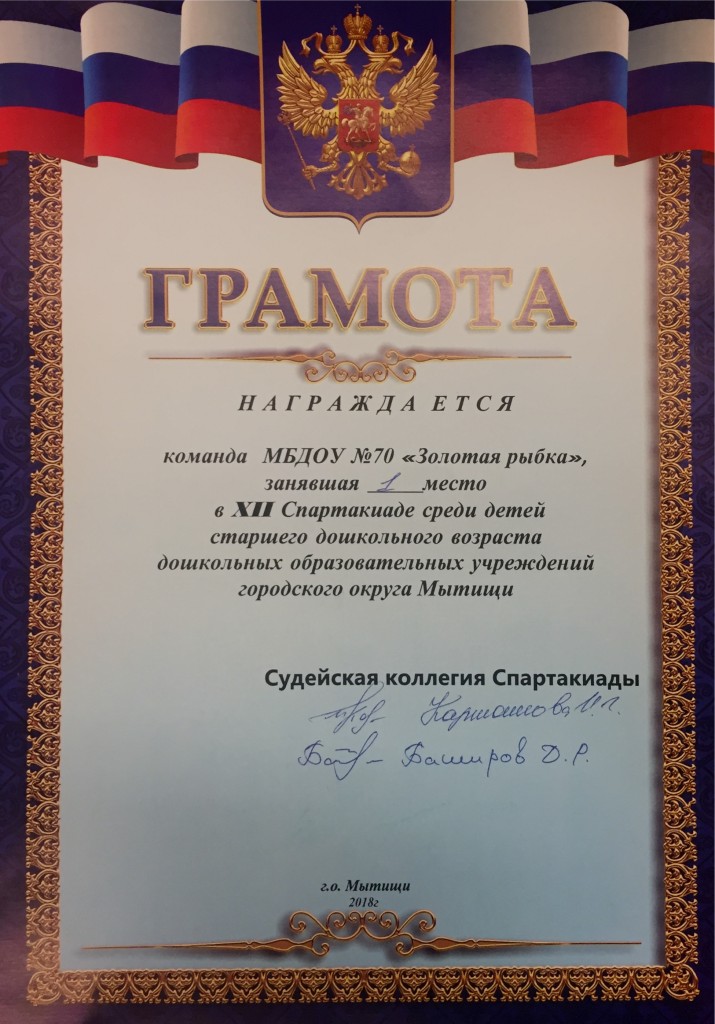 ГРАМОТА
НАГРАЖДАЕТСЯ
команда МБДОУ №70 «Золотая рыбка»,
занявшая 1 место
в XII Спартакиаде среди детей
старшего дошкольного возраста
дошкольных образовательных учреждений
городского округа Мытищи
Судейская коллегия Спартакиады
Баширов Д.Р.
г.о. Мытищи
2018г